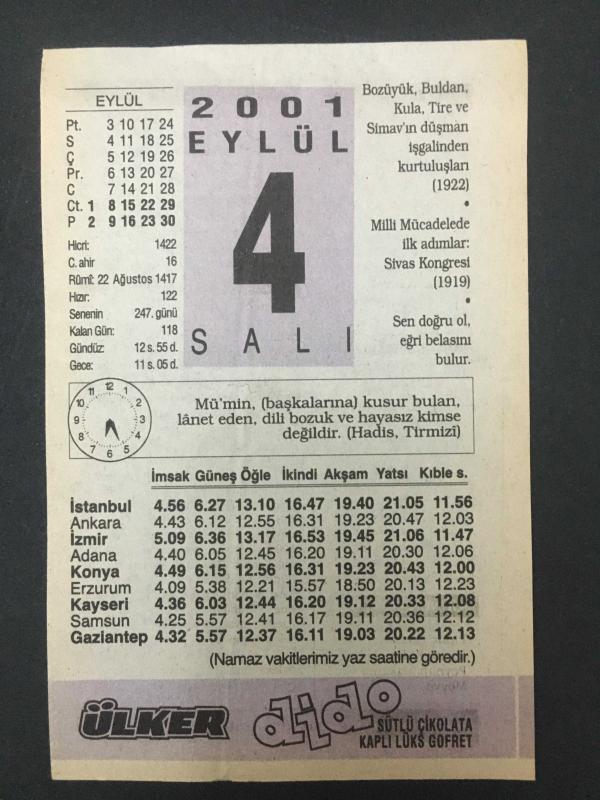 EYLÜL
Pt. 3 10 17 24
S 4 11 18 25
Ç 5 12 19 26
Pr. 6 13 20 27
C 7 14 21 28
Ct. 1 8 15 22 29
P 2 9 16 23 30
Hicrî: 1422
C. ahir 16
Rûmî: 22 Ağustos 1417
Hızır: 122
Senenin 247. günü
Kalan Gün: 118
Gündüz: 12 s. 55 d.
Gece: 11 s. 05 d.
2001
EYLÜL
4
SALI
Bozüyük, Buldan,
Kula, Tire ve
Simav'ın düşman
işgalinden
kurtuluşları
(1922)
•
Milli Mücadelede
ilk adımlar:
Sivas Kongresi
(1919)
•
Sen doğru ol,
eğri belasını
bulur.
12 1 2 3 4 5 6 7 8 9 10 11
Mü'min, (başkalarına) kusur bulan,
lânet eden, dili bozuk ve hayasız kimse
değildir. (Hadis, Tirmizî)
İmsak Güneş Öğle İkindi Akşam Yatsı Kıble s.
İstanbul 4.56 6.27 13.10 16.47 19.40 21.05 11.56
Ankara 4.43 6.12 12.55 16.31 19.23 20.47 12.03
İzmir 5.09 6.36 13.17 16.53 19.45 21.06 11.47
Adana 4.40 6.05 12.45 16.20 19.11 20.30 12.06
Konya 4.49 6.15 12.56 16.31 19.23 20.43 12.00
Erzurum 4.09 5.38 12.21 15.57 18.50 20.13 12.23
Kayseri 4.36 6.03 12.44 16.20 19.12 20.33 12.08
Samsun 4.25 5.57 12.41 16.17 19.11 20.36 12.12
Gaziantep 4.32 5.57 12.37 16.11 19.03 20.22 12.13
(Namaz vakitlerimiz yaz saatine göredir.)
ÜLKER
dido
SÜTLÜ ÇİKOLATA
KAPLI LÜKS GOFRET